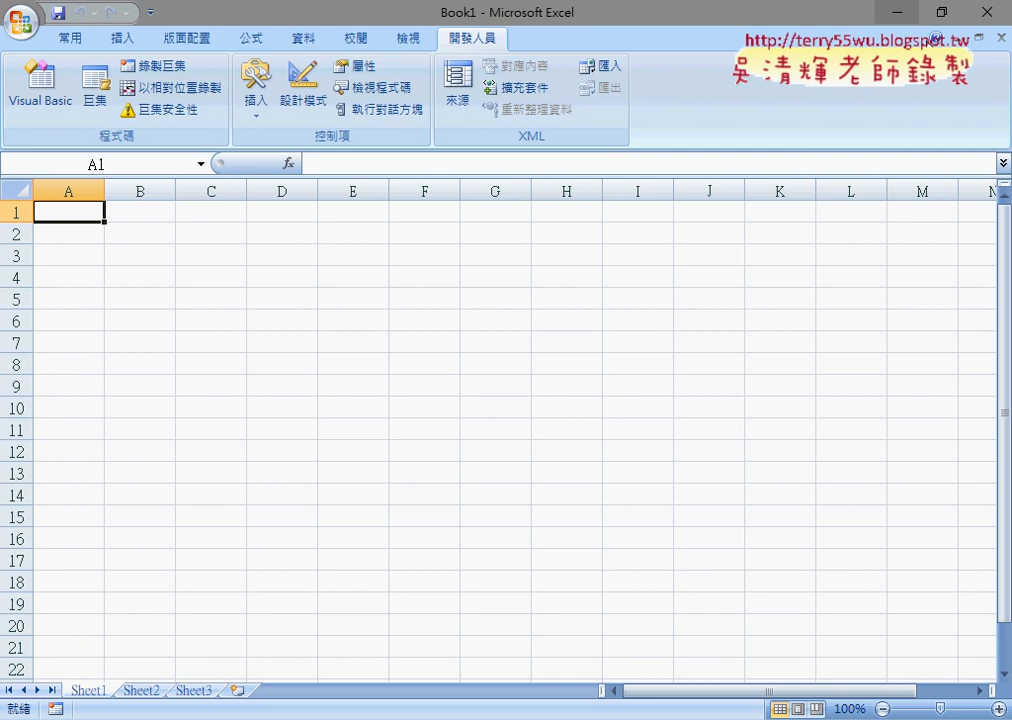 Book1 - Microsoft Excel
常用 插入 版面配置 公式 資料 校閱 檢視 開發人員
http://terry55wu.blogspot.tw
吳清輝老師錄製
Visual Basic 巨集 錄製巨集 以相對位置錄製 巨集安全性
插入 設計模式 屬性 檢視程式碼 執行對話方塊
來源 對應內容 擴充套件 重新整理資料 匯入 匯出
程式碼 控制項 XML
A1 fx
A B C D E F G H I J K L M N
1
2
3
4
5
6
7
8
9
10
11
12
13
14
15
16
17
18
19
20
21
22
Sheet1 Sheet2 Sheet3
就緒 100%